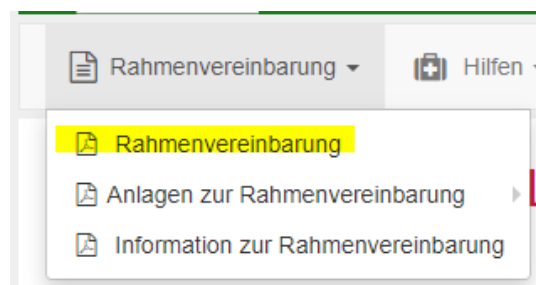 Rahmenvereinbarung Hilfen
Rahmenvereinbarung
Anlagen zur Rahmenvereinbarung
Information zur Rahmenvereinbarung